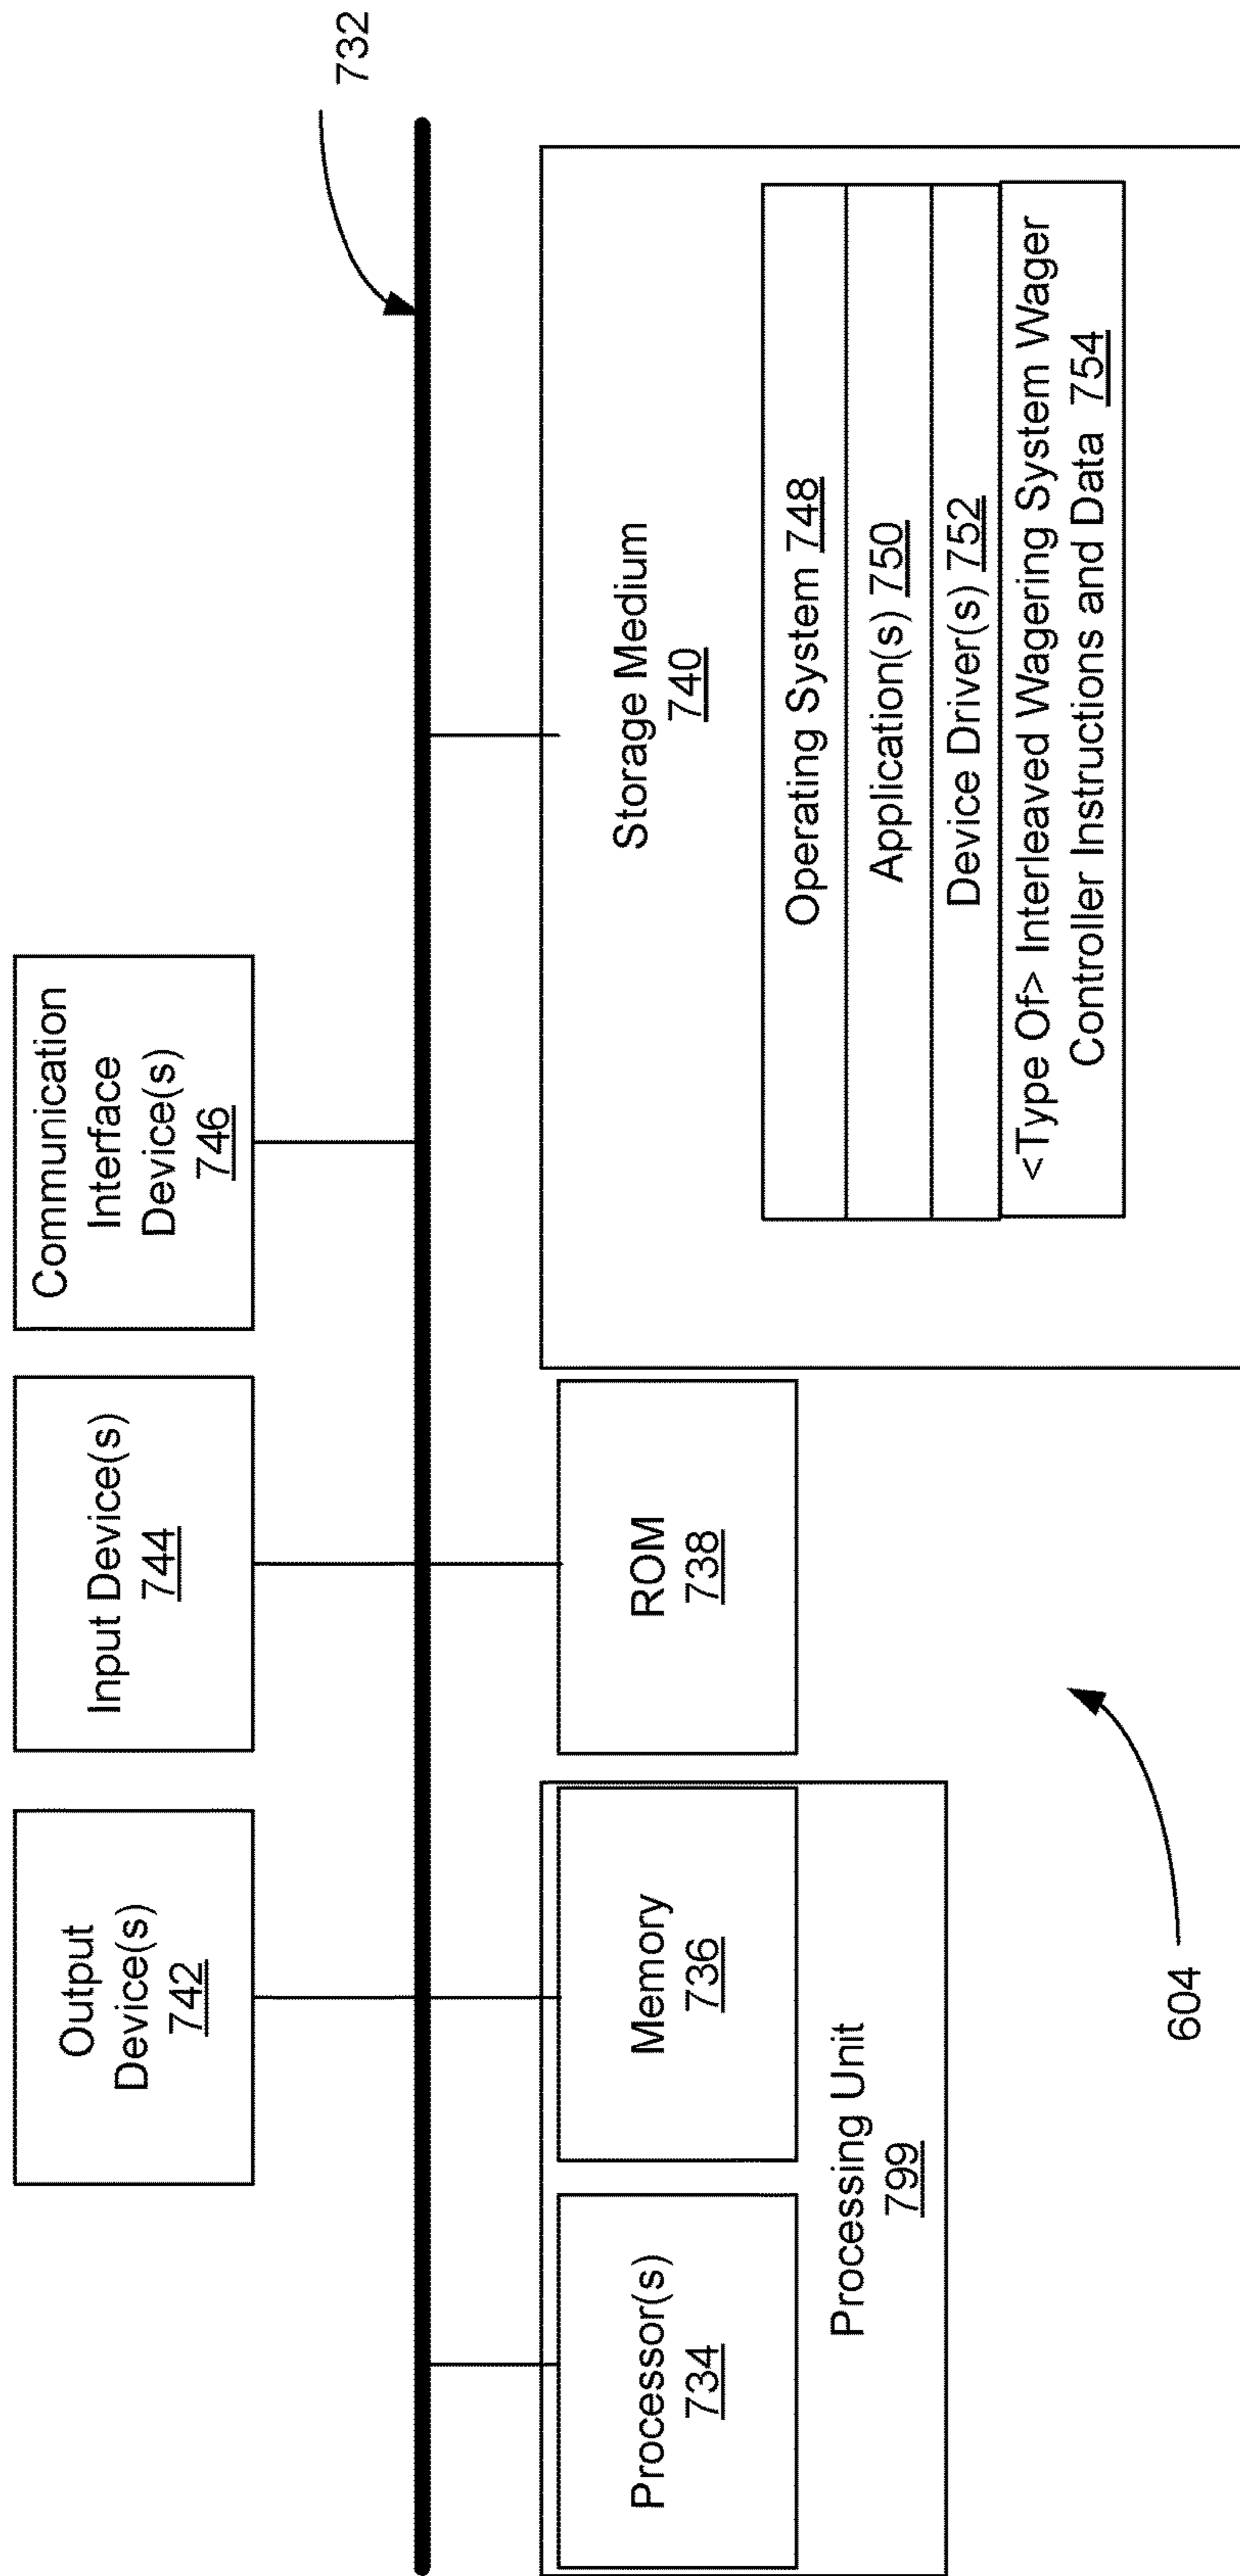 Output
Device(s)
742
Input Device(s)
744
Communication
Interface
Device(s)
746
732
Processor(s)
734
Memory
736
Processing Unit
799
ROM
738
Storage Medium
740
Operating System 748
Application(s) 750
Device Driver(s) 752
<Type Of> Interleaved Wagering System Wager
Controller Instructions and Data 754
604